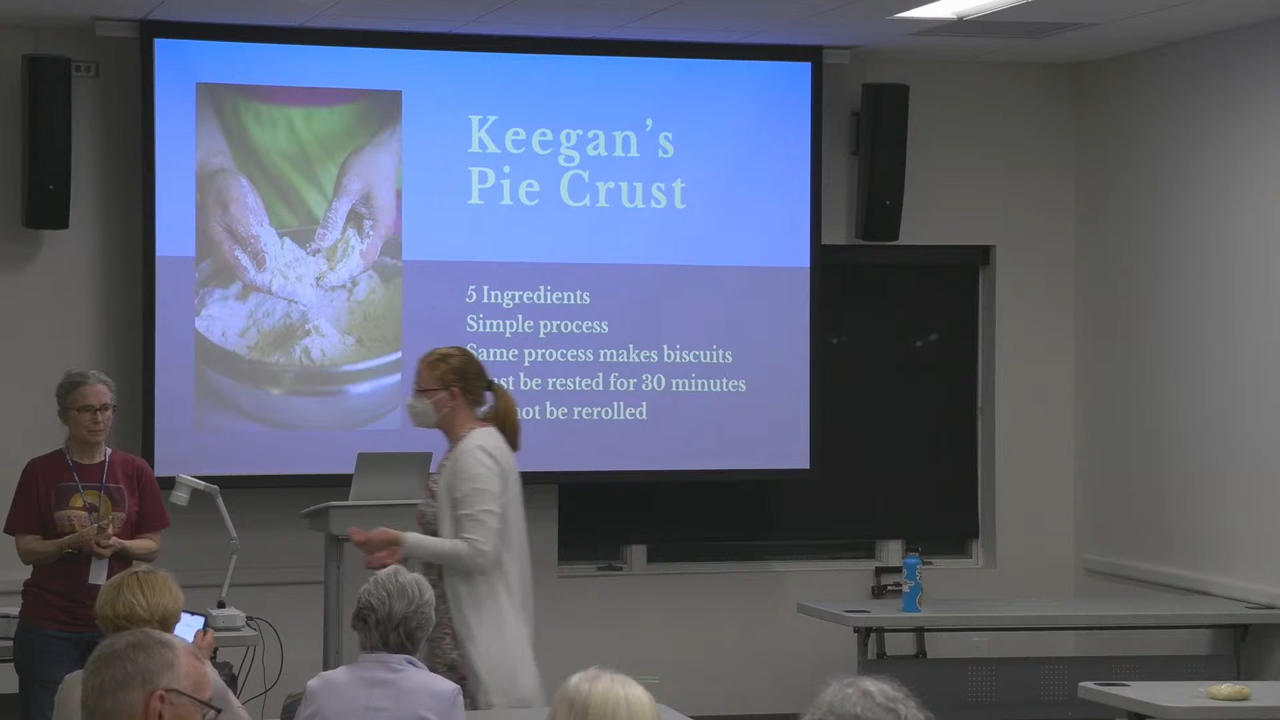 Keegan's
Pie Crust
5 Ingredients
Simple process
Same process makes biscuits
be rested for 30 minutes
not be rerolled